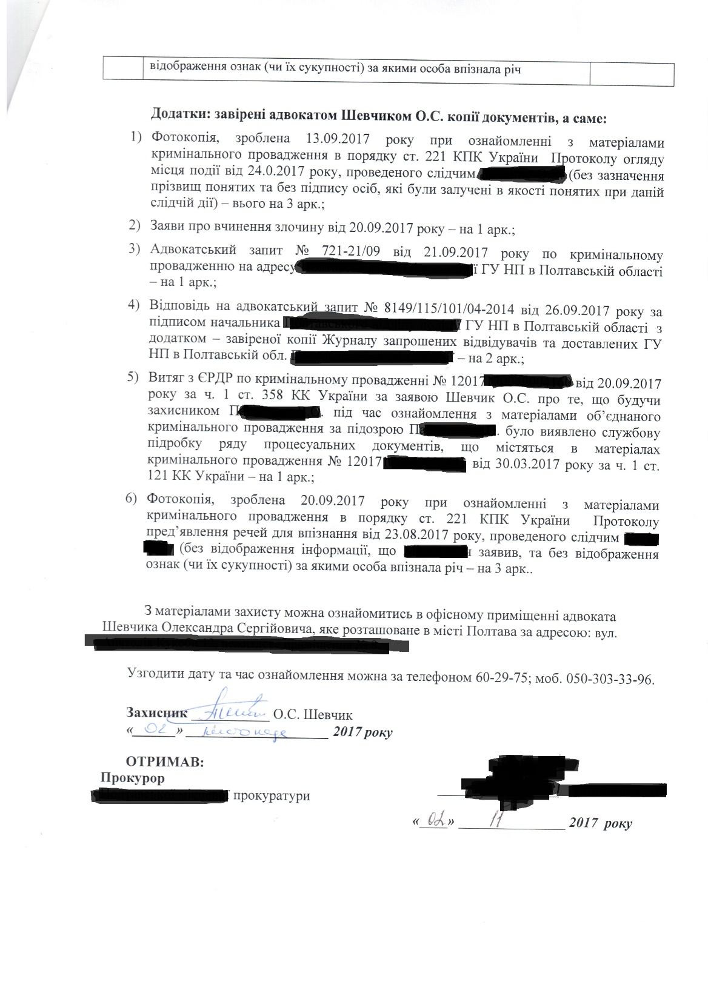 відображення ознак (чи їх сукупності) за якими особа впізнала річ
Додатки: завірені адвокатом Шевчиком О.С. копії документів, а саме:
1) Фотокопія, зроблена 13.09.2017 року при ознайомленні з матеріалами
кримінального провадження в порядку ст. 221 КПК України Протоколу огляду
місця події від 24.0.2017 року, проведеного слідчим (без зазначення
прізвищ понятих та без підпису осіб, які були залучені в якості понятих при даній
слідчій дії) – вього на 3 арк.;
2) Заяви про вчинення злочину від 20.09.2017 року – на 1 арк.;
3) Адвокатський запит № 721-21/09 від 21.09.2017 року по кримінальному
провадженню на адресу ї ГУ НП в Полтавській області
– на 1 арк.;
4) Відповідь на адвокатський запит № 8149/115/101/04-2014 від 26.09.2017 року за
підписом начальника ГУ НП в Полтавській області з
додатком – завіреної копії Журналу запрошених відвідувачів та доставлених ГУ
НП в Полтавській обл. – на 2 арк.;
5) Витяг з ЄРДР по кримінальному провадженні № 12017 від 20.09.2017
року за ч. 1 ст. 358 КК України за заявою Шевчик О.С. про те, що будучи
захисником П . під час ознайомлення з матеріалами об’єднаного
кримінального провадження за підозрою П . було виявлено службову
підробку ряду процесуальних документів, що містяться в матеріалах
кримінального провадження № 12017 від 30.03.2017 року за ч. 1 ст.
121 КК України – на 1 арк.;
6) Фотокопія, зроблена 20.09.2017 року при ознайомленні з матеріалами
кримінального провадження в порядку ст. 221 КПК України Протоколу
пред’явлення речей для впізнання від 23.08.2017 року, проведеного слідчим
(без відображення інформації, що заявив, та без відображення
ознак (чи їх сукупності) за якими особа впізнала річ – на 3 арк..
З матеріалами захисту можна ознайомитись в офісному приміщенні адвоката
Шевчика Олександра Сергійовича, яке розташоване в місті Полтава за адресою: вул.
Узгодити дату та час ознайомлення можна за телефоном 60-29-75; моб. 050-303-33-96.
Захисник О.С. Шевчик
«02» листопада 2017 року
ОТРИМАВ:
Прокурор
прокуратури
«02» 11 2017 року